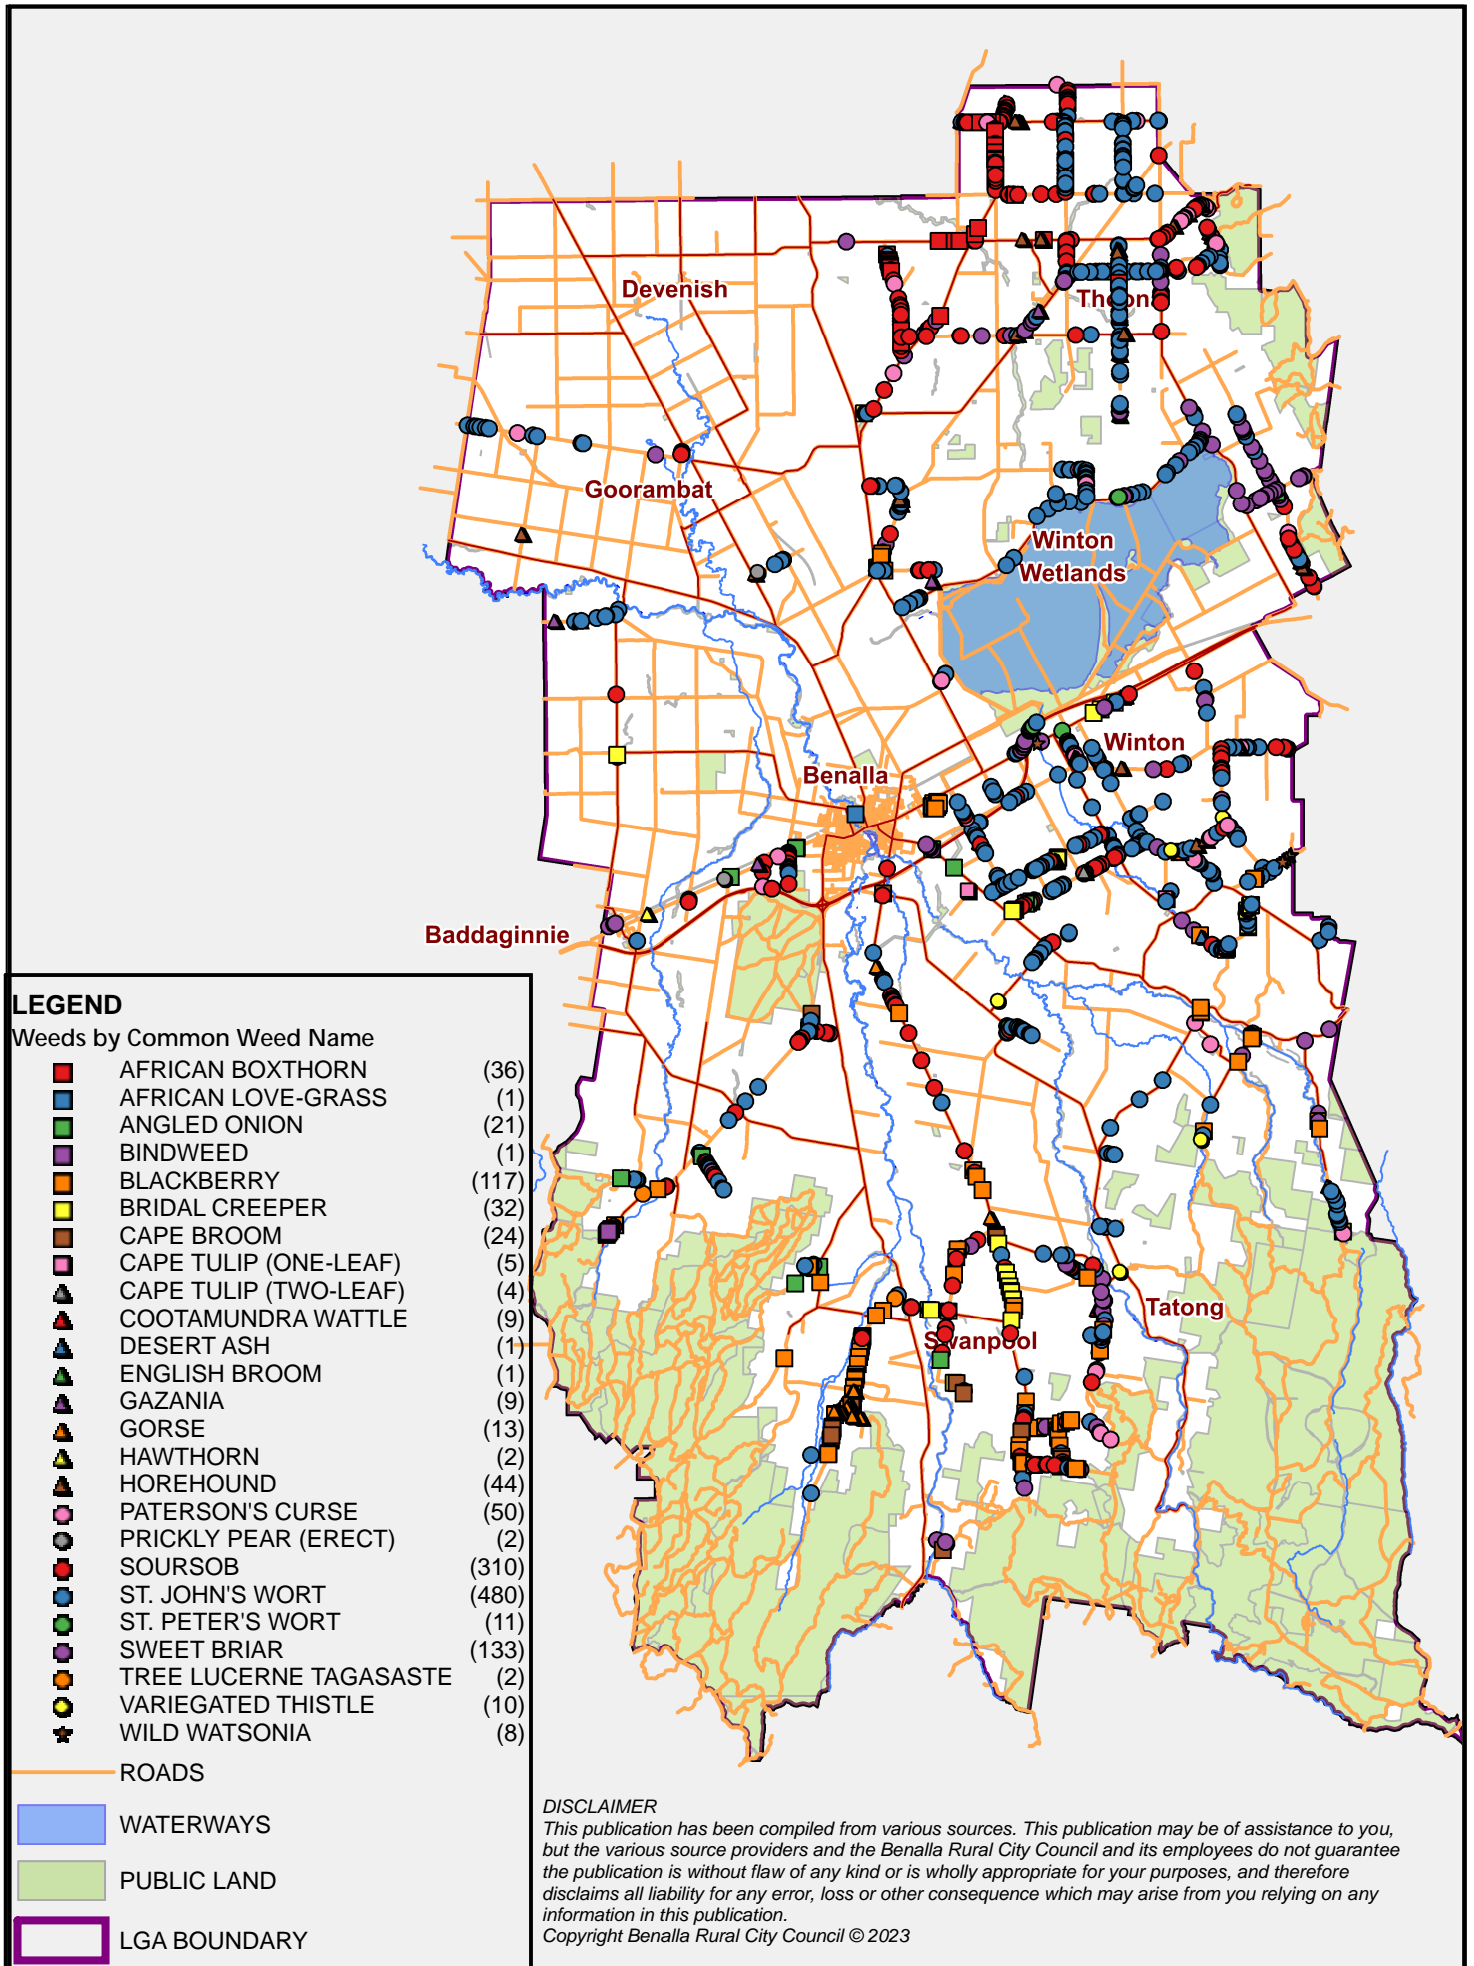 Devenish
Thoona
Goorambat
Winton
Wetlands
Winton
Benalla
Baddaginnie
Tatong
Swanpool
LEGEND
Weeds by Common Weed Name
AFRICAN BOXTHORN (36)
AFRICAN LOVE-GRASS (1)
ANGLED ONION (21)
BINDWEED (1)
BLACKBERRY (117)
BRIDAL CREEPER (32)
CAPE BROOM (24)
CAPE TULIP (ONE-LEAF) (5)
CAPE TULIP (TWO-LEAF) (4)
COOTAMUNDRA WATTLE (9)
DESERT ASH (1)
ENGLISH BROOM (1)
GAZANIA (9)
GORSE (13)
HAWTHORN (2)
HOREHOUND (44)
PATERSON'S CURSE (50)
PRICKLY PEAR (ERECT) (2)
SOURSOB (310)
ST. JOHN'S WORT (480)
ST. PETER'S WORT (11)
SWEET BRIAR (133)
TREE LUCERNE TAGASASTE (2)
VARIEGATED THISTLE (10)
WILD WATSONIA (8)
ROADS
WATERWAYS
PUBLIC LAND
LGA BOUNDARY
DISCLAIMER
This publication has been compiled from various sources. This publication may be of assistance to you,
but the various source providers and the Benalla Rural City Council and its employees do not guarantee
the publication is without flaw of any kind or is wholly appropriate for your purposes, and therefore
disclaims all liability for any error, loss or other consequence which may arise from you relying on any
information in this publication.
Copyright Benalla Rural City Council © 2023